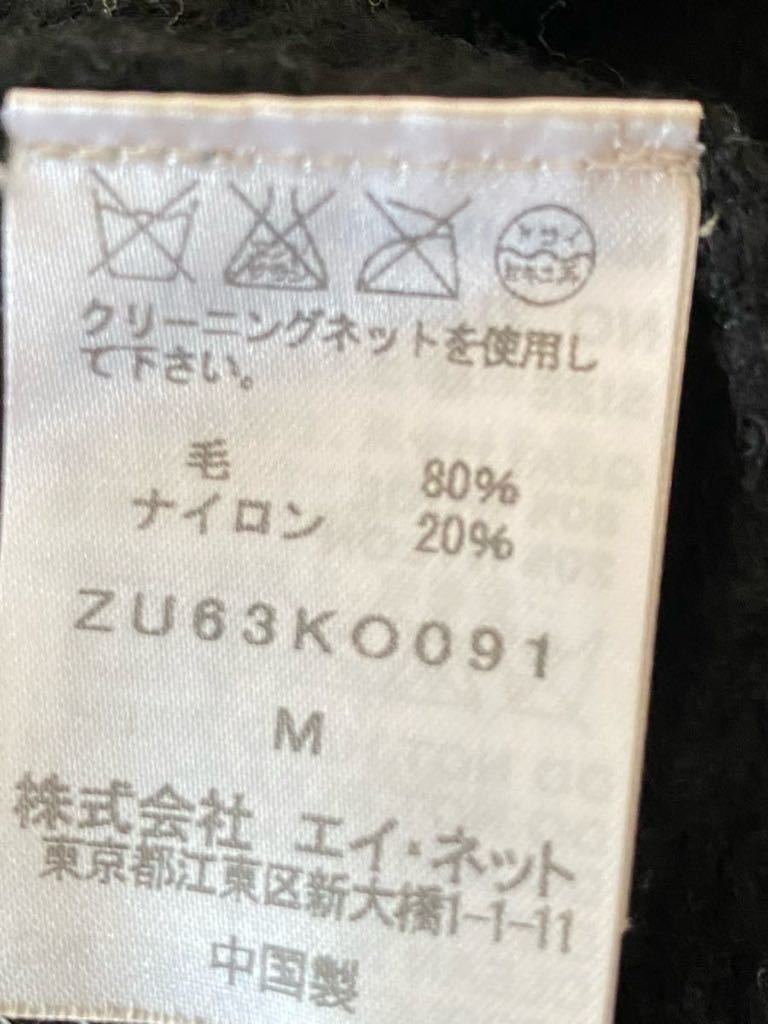 クリーニングネットを使用し
て下さい。
毛 80%
ナイロン 20%
ZU63KO091
M
株式会社 エイ・ネット
東京都江東区新大橋1-1-11
中国製